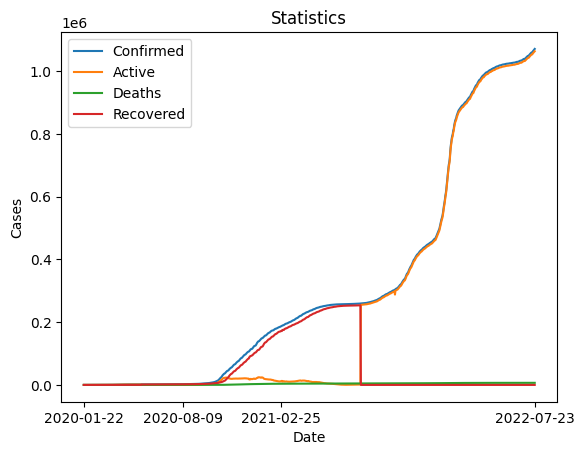 Statistics
1e6
Confirmed
Active
Deaths
Recovered
Cases
1.0
0.8
0.6
0.4
0.2
0.0
2020-01-22 2020-08-09 2021-02-25 2022-07-23
Date